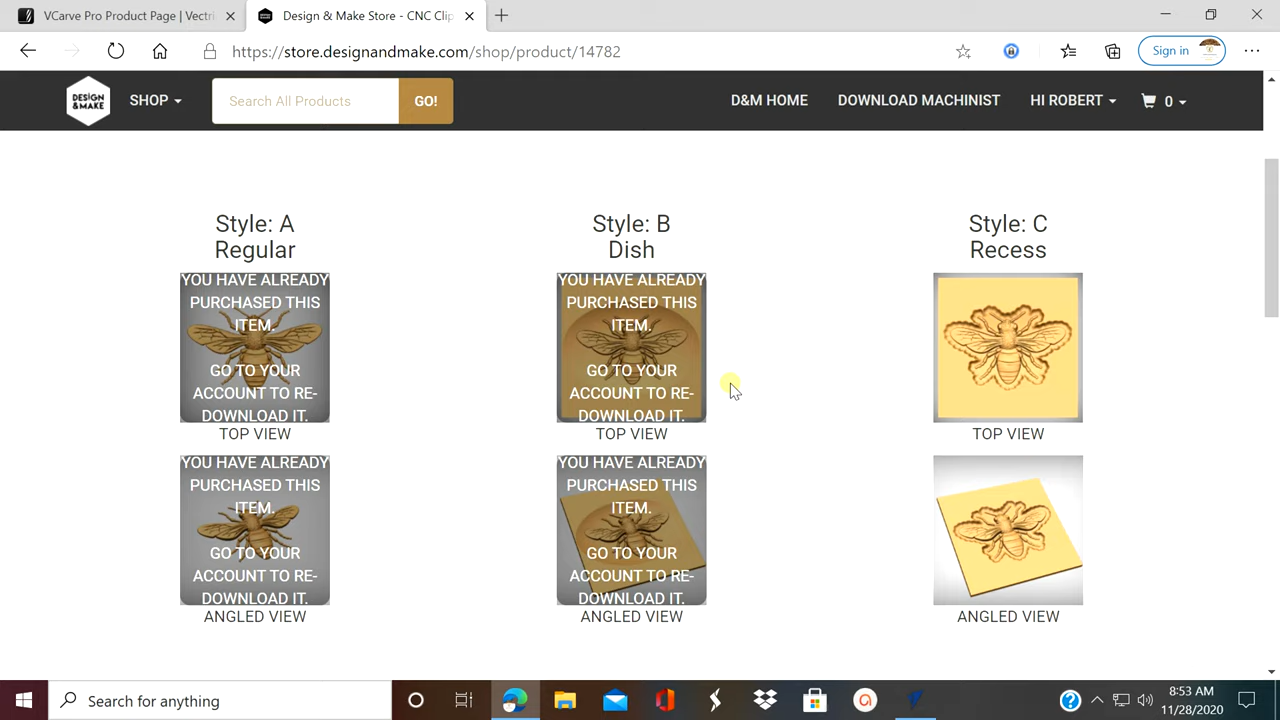 VCarve Pro Product Page | Vectri
Design & Make Store - CNC Clip
https://store.designandmake.com/shop/product/14782
Sign in
DESIGN
&MAKE
SHOP
Search All Products
GO!
D&M HOME
DOWNLOAD MACHINIST
HI ROBERT
0
Style: A
Regular
YOU HAVE ALREADY
PURCHASED THIS
ITEM.
GO TO YOUR
ACCOUNT TO RE-
DOWNLOAD IT.
TOP VIEW
YOU HAVE ALREADY
PURCHASED THIS
ITEM.
GO TO YOUR
ACCOUNT TO RE-
DOWNLOAD IT.
ANGLED VIEW
Style: B
Dish
YOU HAVE ALREADY
PURCHASED THIS
ITEM.
GO TO YOUR
ACCOUNT TO RE-
DOWNLOAD IT.
TOP VIEW
YOU HAVE ALREADY
PURCHASED THIS
ITEM.
GO TO YOUR
ACCOUNT TO RE-
DOWNLOAD IT.
ANGLED VIEW
Style: C
Recess
TOP VIEW
ANGLED VIEW
Search for anything
8:53 AM
11/28/2020